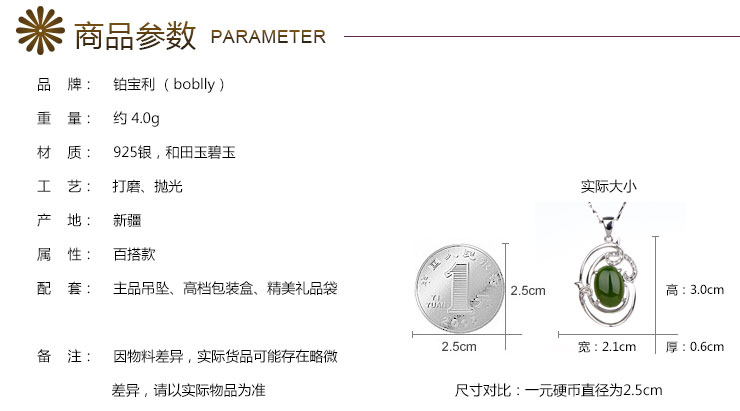 商品参数 PARAMETER
品 牌： 铂宝利（boblly）
重 量： 约 4.0g
材 质： 925银，和田玉碧玉
工 艺： 打磨、抛光
产 地： 新疆
属 性： 百搭款
配 套： 主品吊坠、高档包装盒、精美礼品袋
备 注： 因物料差异，实际货品可能存在略微
差异，请以实际物品为准
实际大小
1
YI
YUAN
2.5cm
2.5cm
高：3.0cm
宽：2.1cm
厚：0.6cm
尺寸对比：一元硬币直径为2.5cm